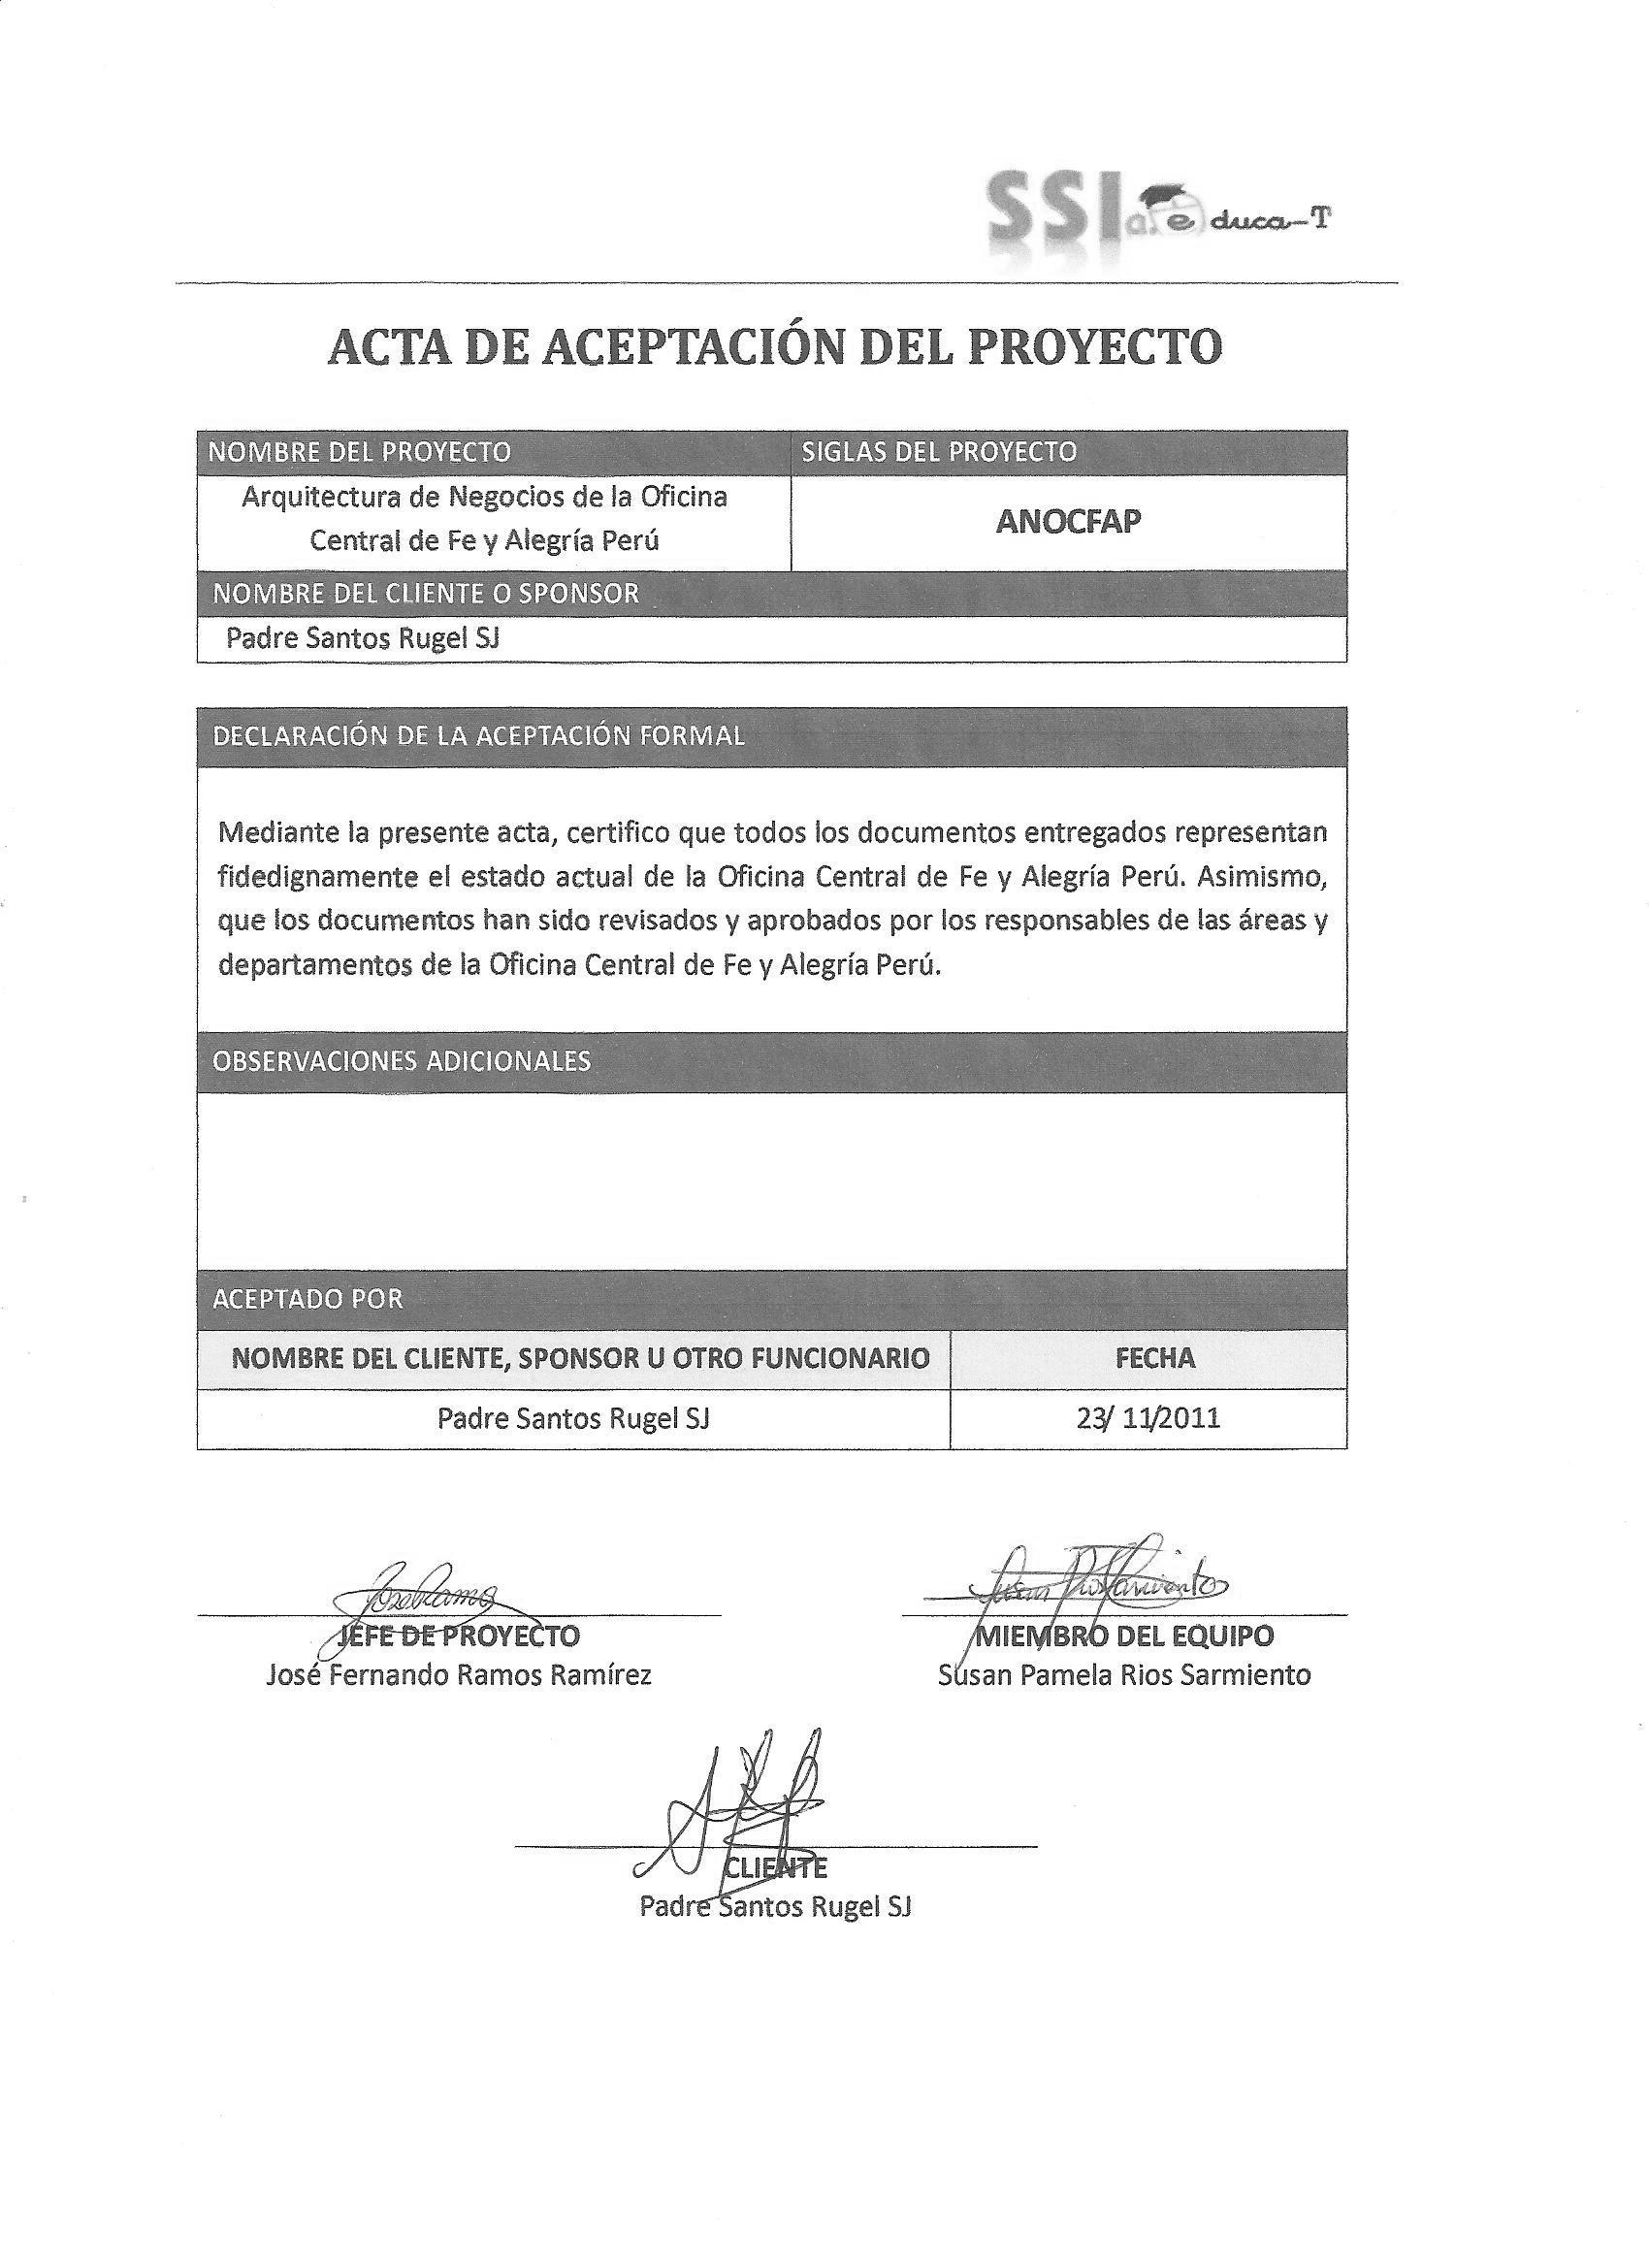 SSIa.e duca-T
ACTA DE ACEPTACIÓN DEL PROYECTO
NOMBRE DEL PROYECTO SIGLAS DEL PROYECTO
Arquitectura de Negocios de la Oficina
Central de Fe y Alegría Perú
ANOCFAP
NOMBRE DEL CLIENTE O SPONSOR
Padre Santos Rugel SJ
DECLARACIÓN DE LA ACEPTACIÓN FORMAL
Mediante la presente acta, certifico que todos los documentos entregados representan
fidedignamente el estado actual de la Oficina Central de Fe y Alegría Perú. Asimismo,
que los documentos han sido revisados y aprobados por los responsables de las áreas y
departamentos de la Oficina Central de Fe y Alegría Perú.
OBSERVACIONES ADICIONALES
ACEPTADO POR
NOMBRE DEL CLIENTE, SPONSOR U OTRO FUNCIONARIO FECHA
Padre Santos Rugel SJ 23/ 11/2011
José Ramos
Susan Rios Sarmiento
JEFE DE PROYECTO
José Fernando Ramos Ramírez
MIEMBRO DEL EQUIPO
Susan Pamela Rios Sarmiento
CLIENTE
Padre Santos Rugel SJ